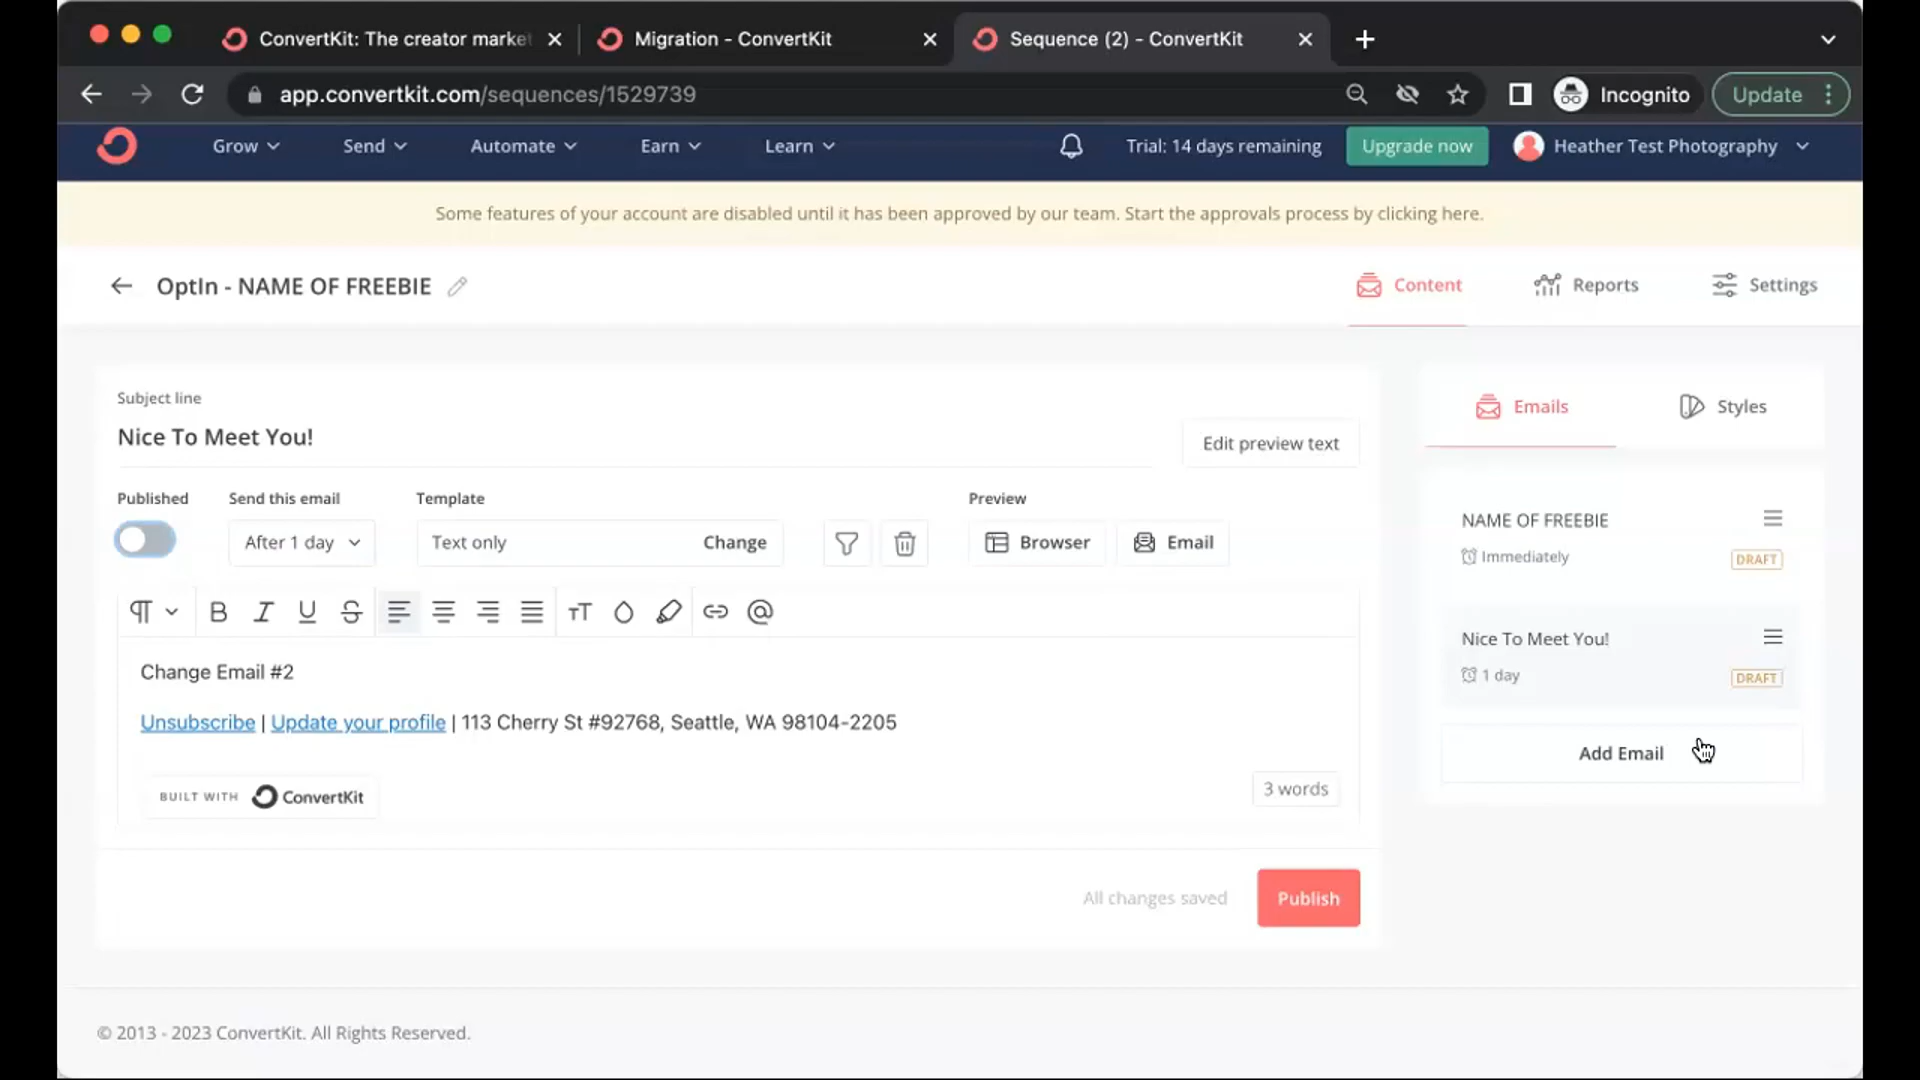 ConvertKit: The creator marke
Migration - ConvertKit
Sequence (2) - ConvertKit
app.convertkit.com/sequences/1529739
Incognito
Update
Grow
Send
Automate
Earn
Learn
Trial: 14 days remaining
Upgrade now
Heather Test Photography
Some features of your account are disabled until it has been approved by our team. Start the approvals process by clicking here.
OptIn - NAME OF FREEBIE
Content
Reports
Settings
Subject line
Nice To Meet You!
Edit preview text
Published
Send this email
Template
Preview
After 1 day
Text only
Change
Browser
Email
Change Email #2
Unsubscribe | Update your profile | 113 Cherry St #92768, Seattle, WA 98104-2205
BUILT WITH ConvertKit
3 words
All changes saved
Publish
Emails
Styles
NAME OF FREEBIE
Immediately
DRAFT
Nice To Meet You!
1 day
DRAFT
Add Email
© 2013 - 2023 ConvertKit. All Rights Reserved.